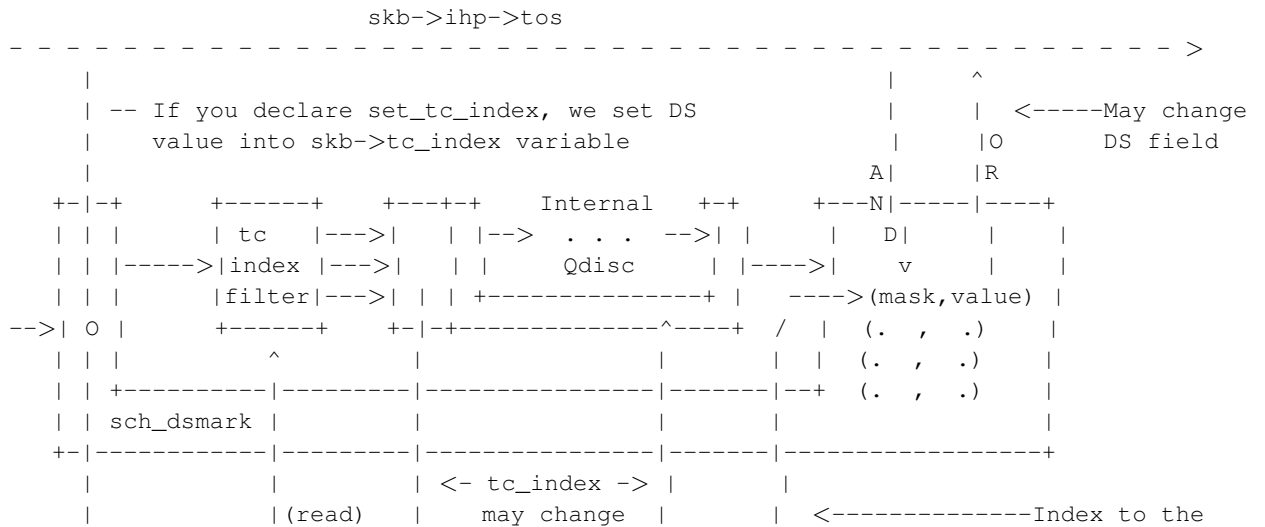 skb->ihp->tos
- - - - - - - - - - - - - - - - - - - - - - - - - - - - - - - - - - - - - - - - - >
     |                                                        |     ^
     | -- If you declare set_tc_index, we set DS              |     |  <-----May change
     |    value into skb->tc_index variable                   |     |O       DS field
     |                                                       A|     |R
   +-|-+      +------+    +---+-+    Internal   +-+     +---N|-----|----+
   | | |      | tc   |--->|   | |-->  . . .  -->| |     |   D|     |    |
   | | |----->|index |--->|   | |     Qdisc     | |---->|    v     |    |
   | | |      |filter|--->| | | +---------------+ |   ---->(mask,value) |
-->| O |      +------+    +-|-+--------------^----+  /  |  (.  ,  .)    |
   | | |          ^         |                |       |  |  (.  ,  .)    |
   | | +----------|---------|----------------|-------|--+  (.  ,  .)    |
   | | sch_dsmark |         |                |       |                  |
   +-|------------|---------|----------------|-------|------------------+
     |            |         | <- tc_index -> |       |
     |            |(read)   |    may change  |       |  <--------------Index to the